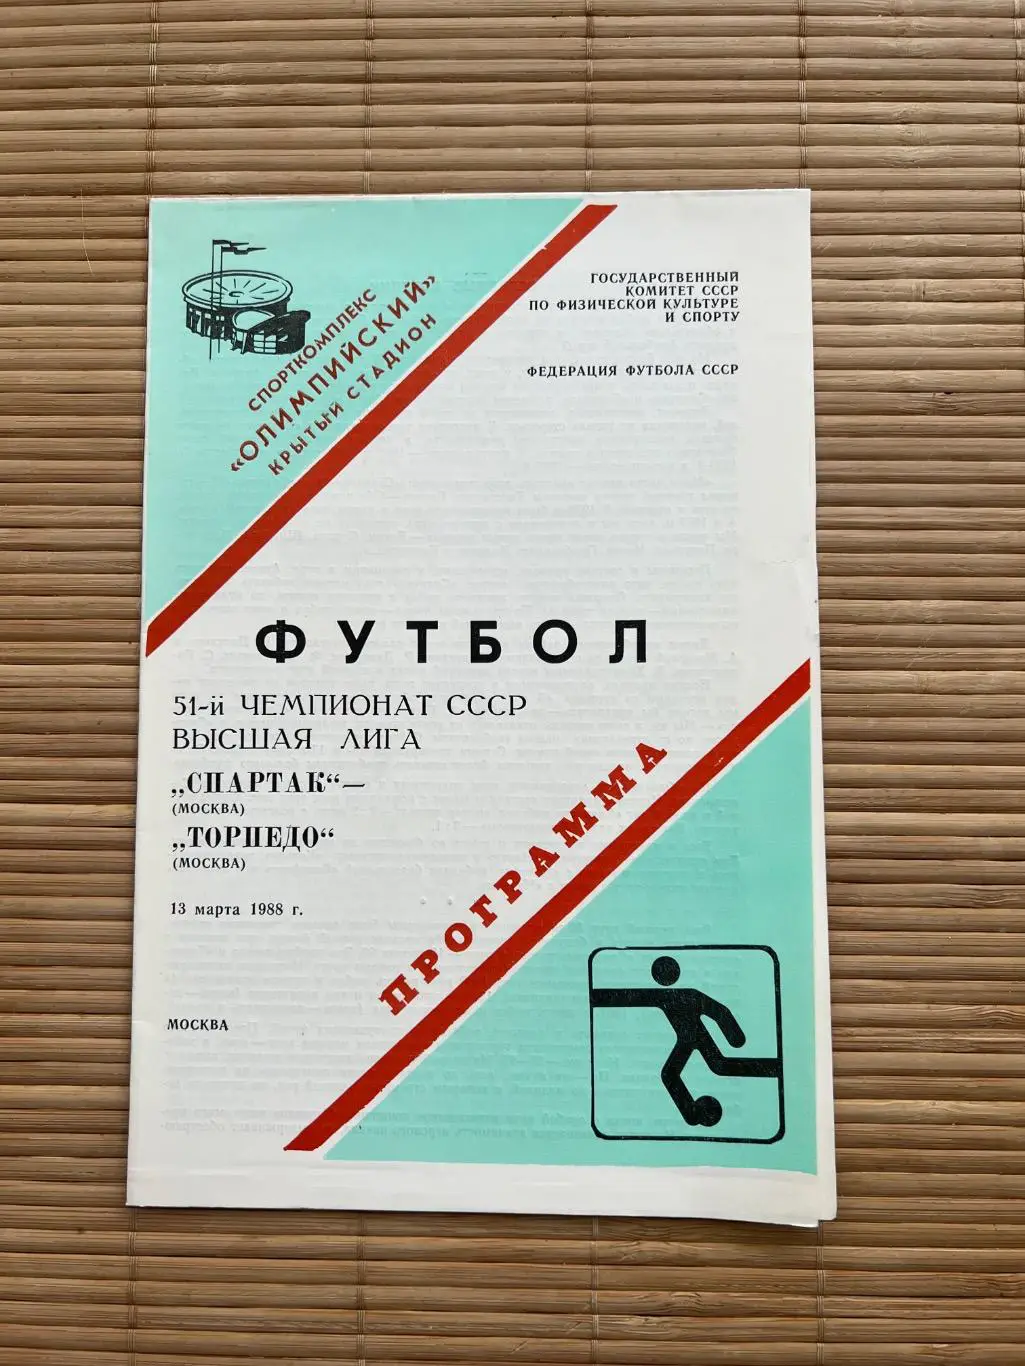 СПОРТКОМПЛЕКС
«ОЛИМПИЙСКИЙ»
КРЫТЫЙ СТАДИОН
ГОСУДАРСТВЕННЫЙ
КОМИТЕТ СССР
ПО ФИЗИЧЕСКОЙ КУЛЬТУРЕ
И СПОРТУ
ФЕДЕРАЦИЯ ФУТБОЛА СССР
ФУТБОЛ
51-й ЧЕМПИОНАТ СССР
ВЫСШАЯ ЛИГА
„СПАРТАК“—
(МОСКВА)
„ТОРПЕДО“
(МОСКВА)
13 марта 1988 г.
ПРОГРАММА
МОСКВА